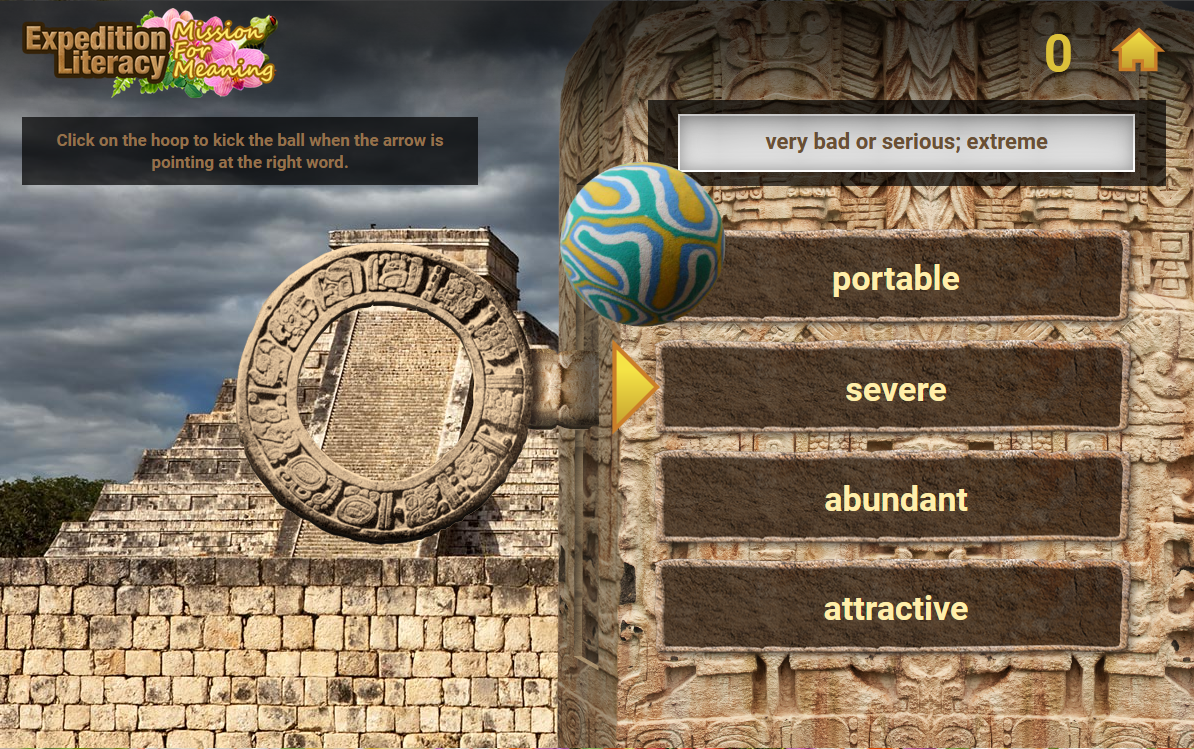 Expedition
Literacy
Mission
For
Meaning
0
Click on the hoop to kick the ball when the arrow is
pointing at the right word.
very bad or serious; extreme
portable
severe
abundant
attractive